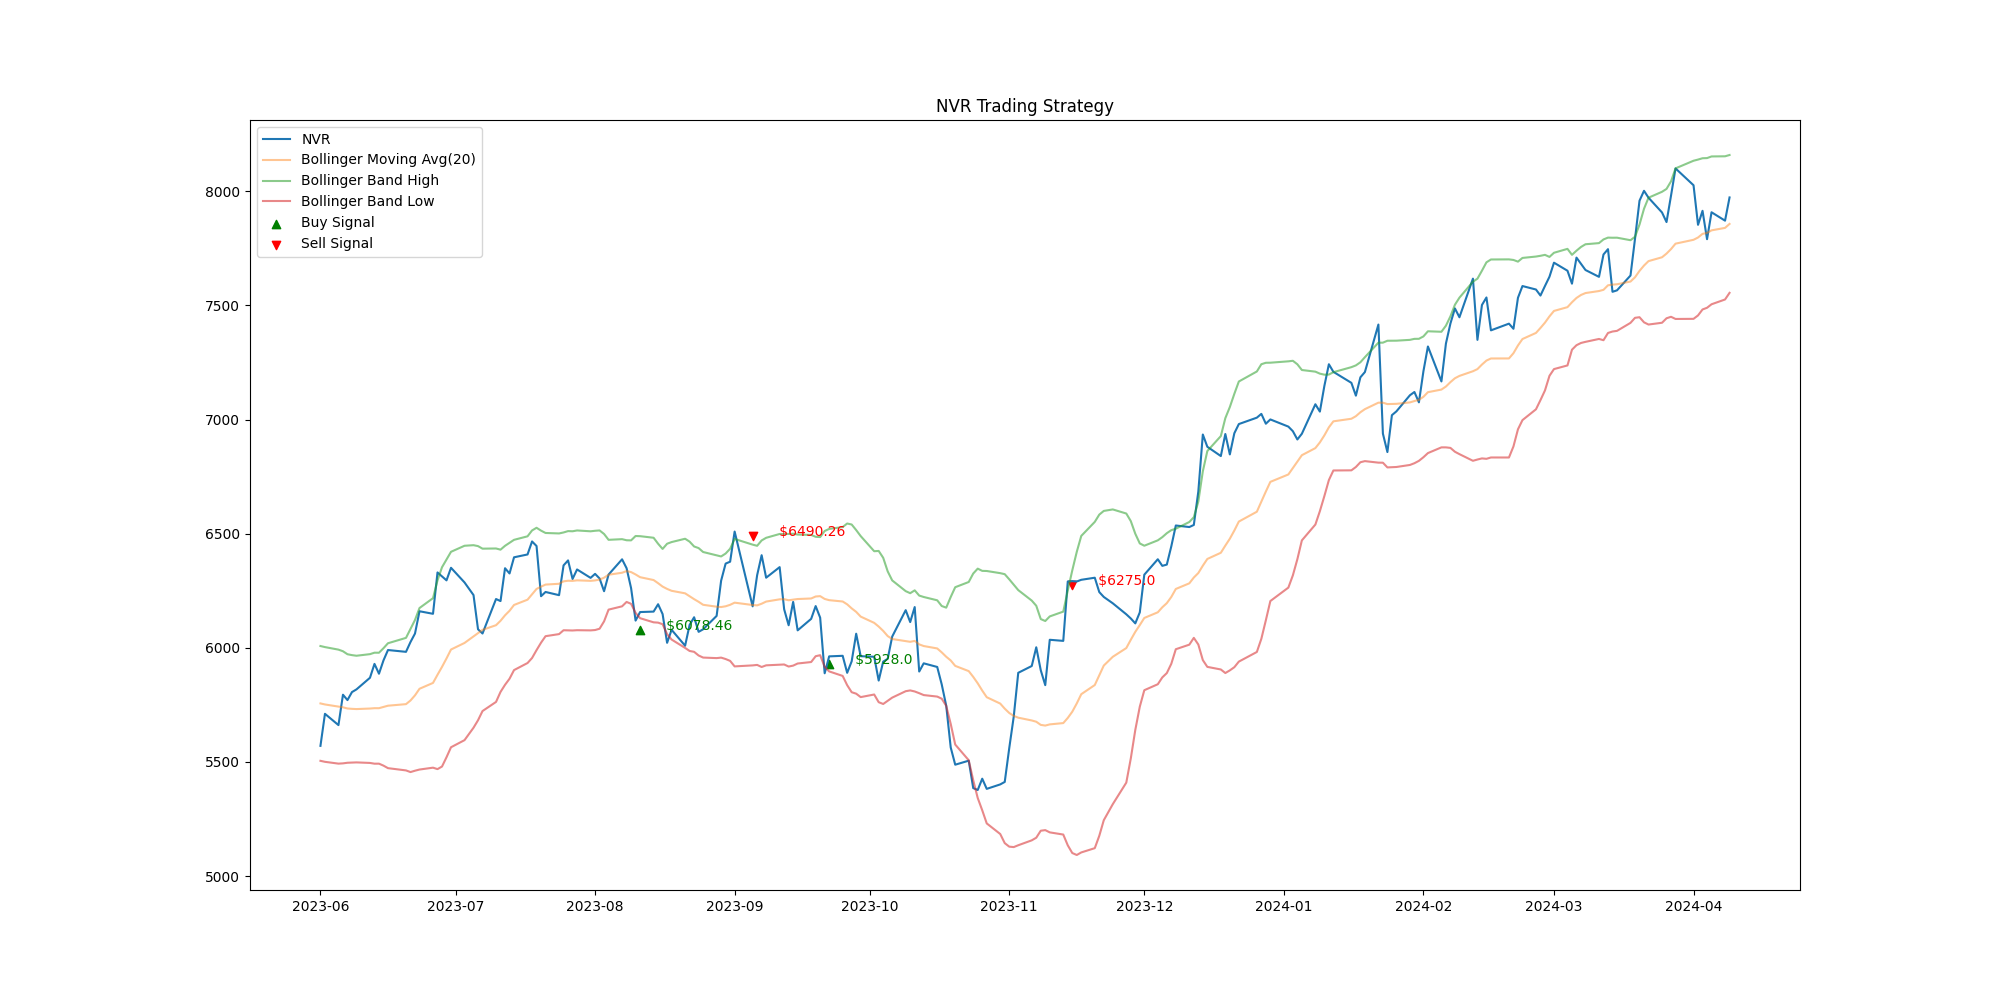 NVR Trading Strategy
NVR
Bollinger Moving Avg(20)
Bollinger Band High
Bollinger Band Low
Buy Signal
Sell Signal
8000
7500
7000
6500
6000
5500
5000
$6490.26
$6275.0
$6078.46
$5928.0
2023-06 2023-07 2023-08 2023-09 2023-10 2023-11 2023-12 2024-01 2024-02 2024-03 2024-04